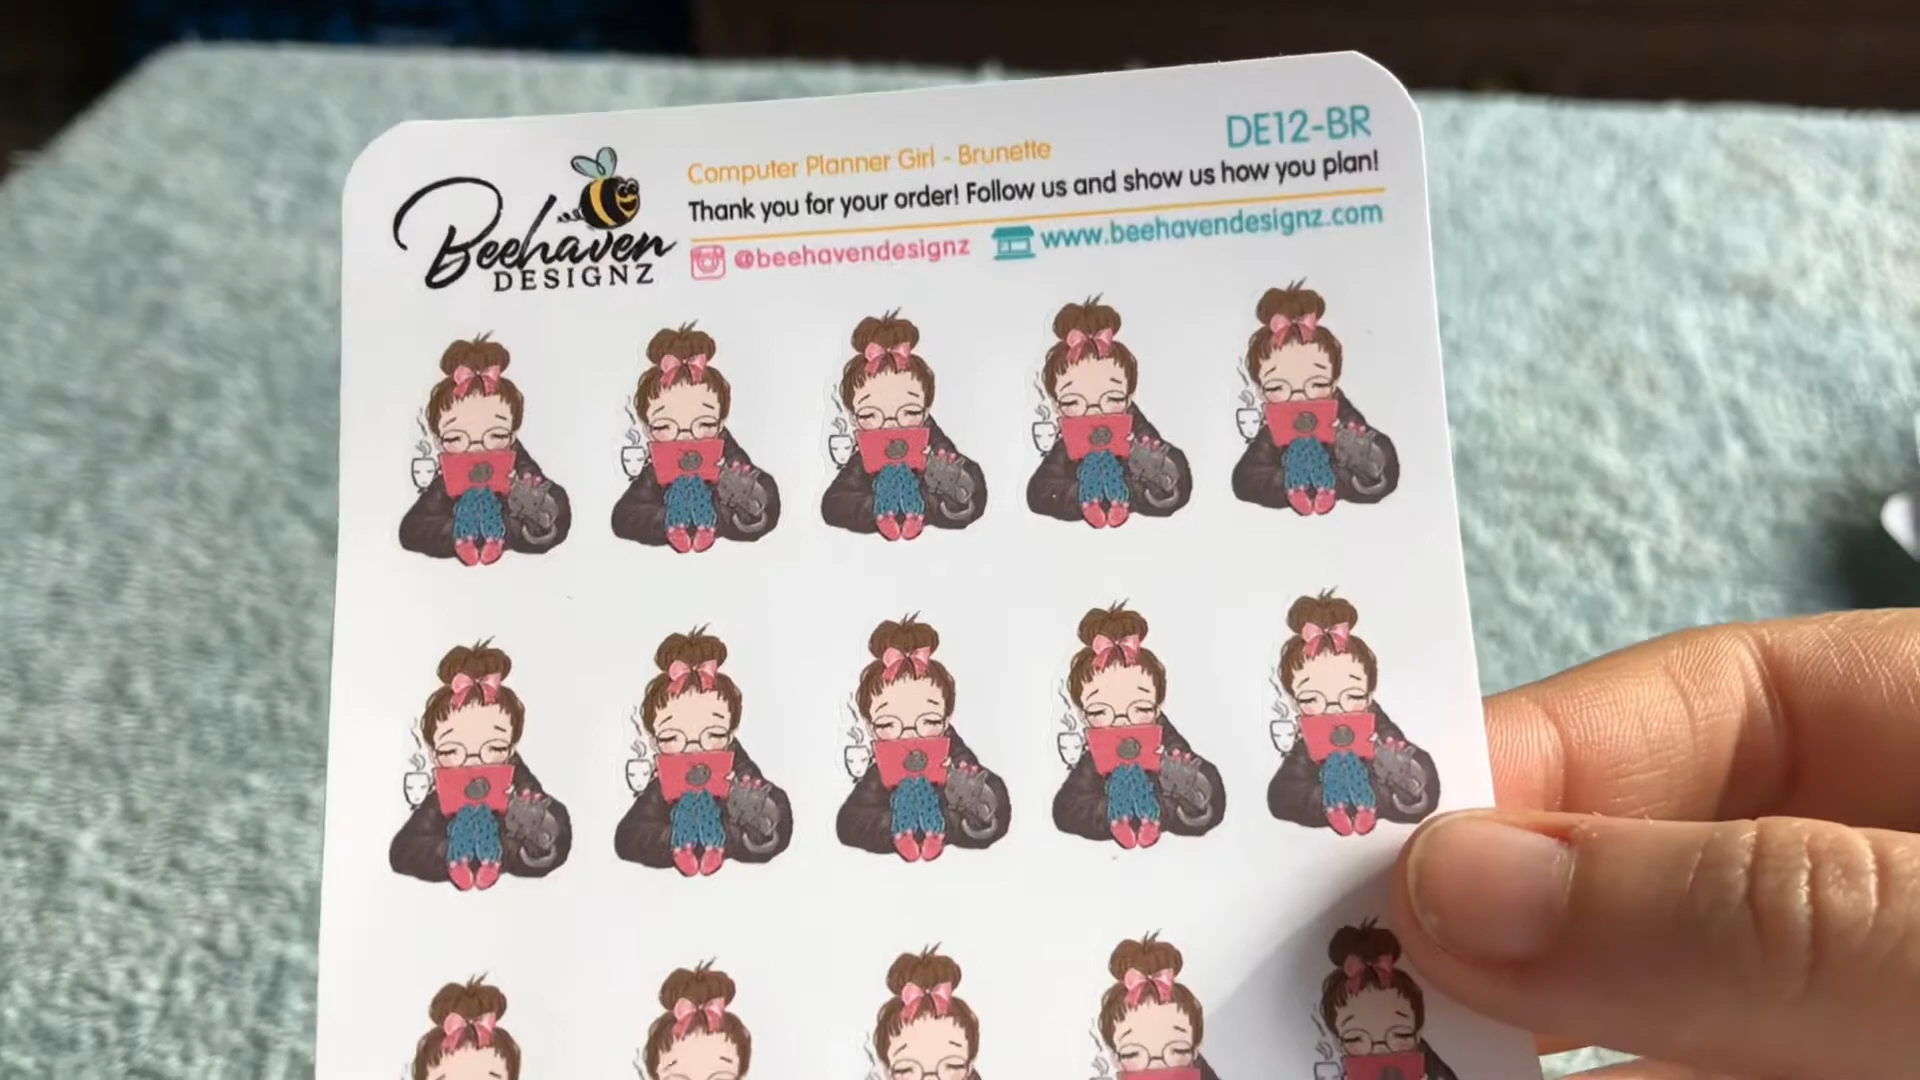 Beehaven
DESIGNZ
DE12-BR
Computer Planner Girl - Brunette
Thank you for your order! Follow us and show us how you plan!
@beehavendesignz www.beehavendesignz.com